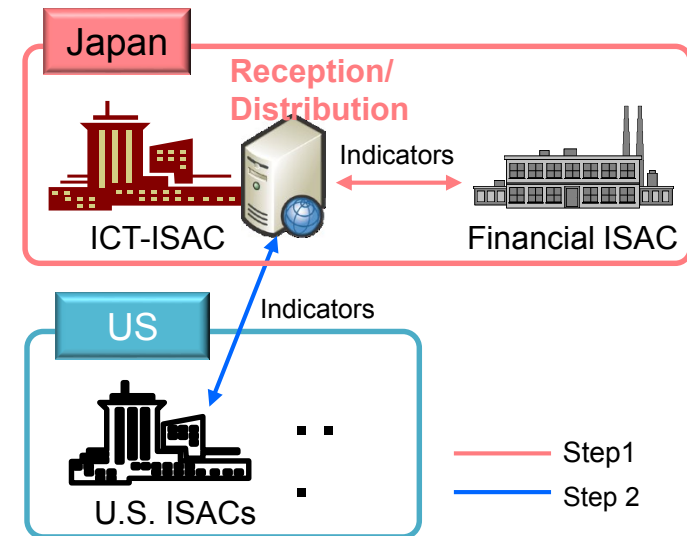 Japan
Reception/
Distribution
Indicators
ICT-ISAC
Financial ISAC
Indicators
US
U.S. ISACs
Step1
Step 2